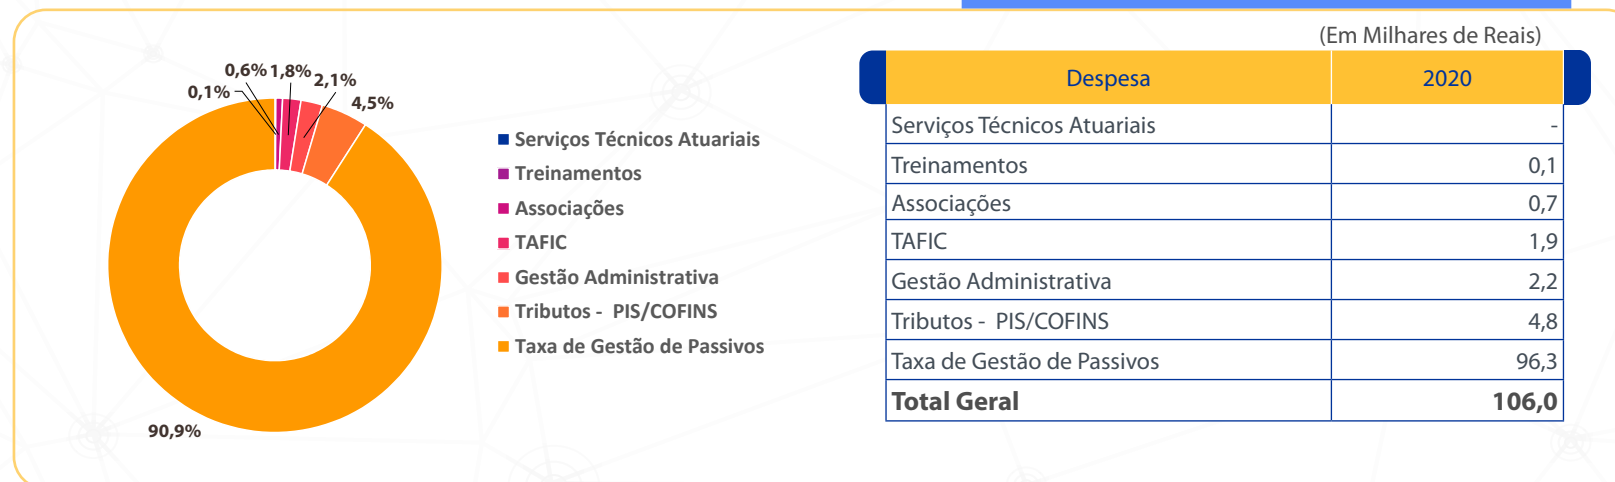 0,6% 1,8% 2,1%
0,1% 4,5%
90,9%
Serviços Técnicos Atuariais
Treinamentos
Associações
TAFIC
Gestão Administrativa
Tributos - PIS/COFINS
Taxa de Gestão de Passivos
(Em Milhares de Reais)
Despesa 2020
Serviços Técnicos Atuariais -
Treinamentos 0,1
Associações 0,7
TAFIC 1,9
Gestão Administrativa 2,2
Tributos - PIS/COFINS 4,8
Taxa de Gestão de Passivos 96,3
Total Geral 106,0